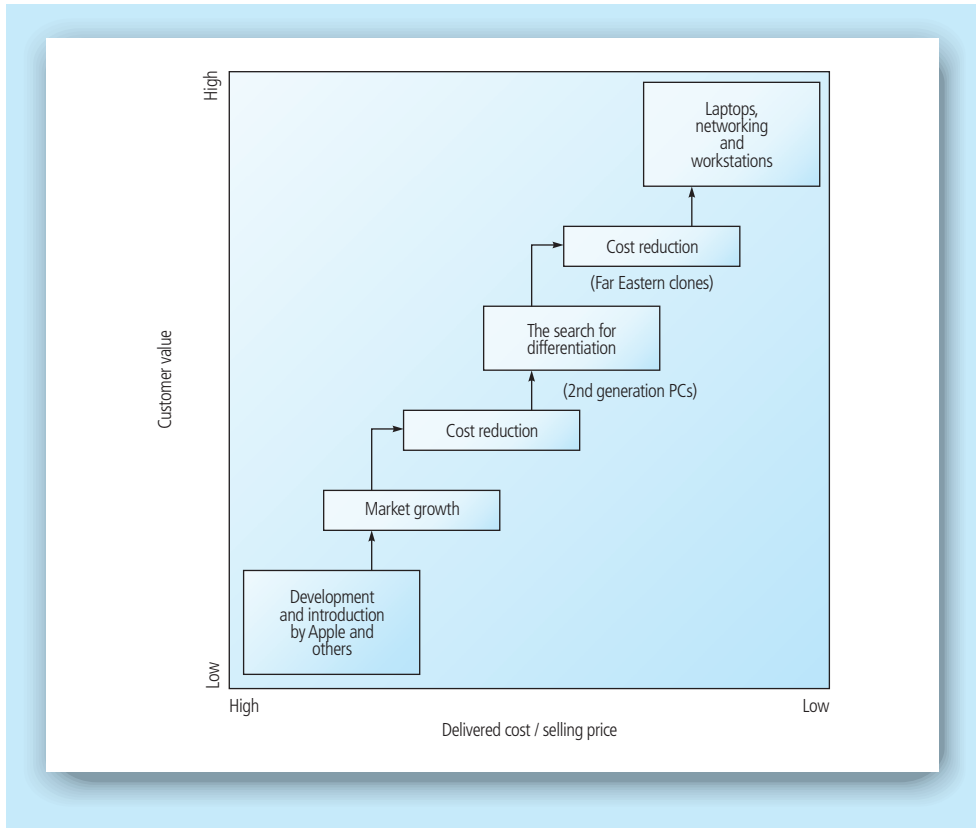 High
Laptops,
networking
and
workstations
Cost reduction
(Far Eastern clones)
The search for
differentiation
(2nd generation PCs)
Customer value
Cost reduction
Market growth
Development
and introduction
by Apple and
others
Low
High
Low
Delivered cost / selling price